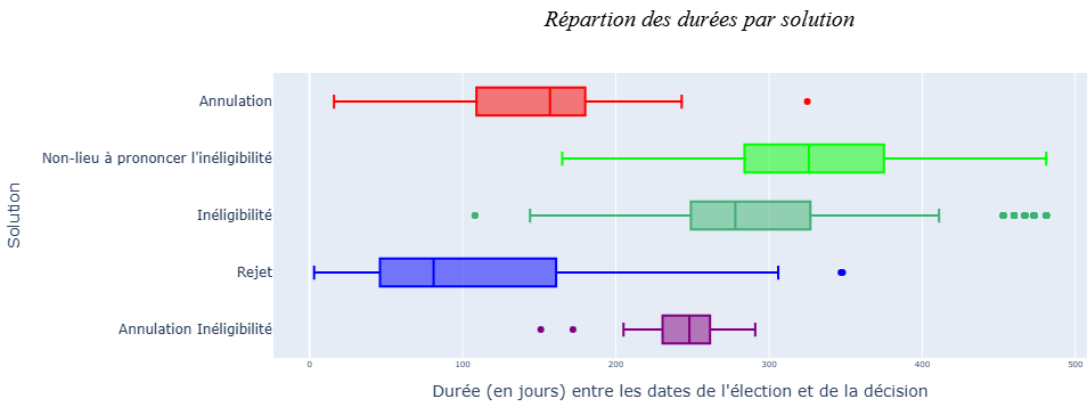 Répartion des durées par solution
Annulation
Non-lieu à prononcer l'inéligibilité
Inéligibilité
Rejet
Annulation Inéligibilité
Solution
0 100 200 300 400 500
Durée (en jours) entre les dates de l'élection et de la décision